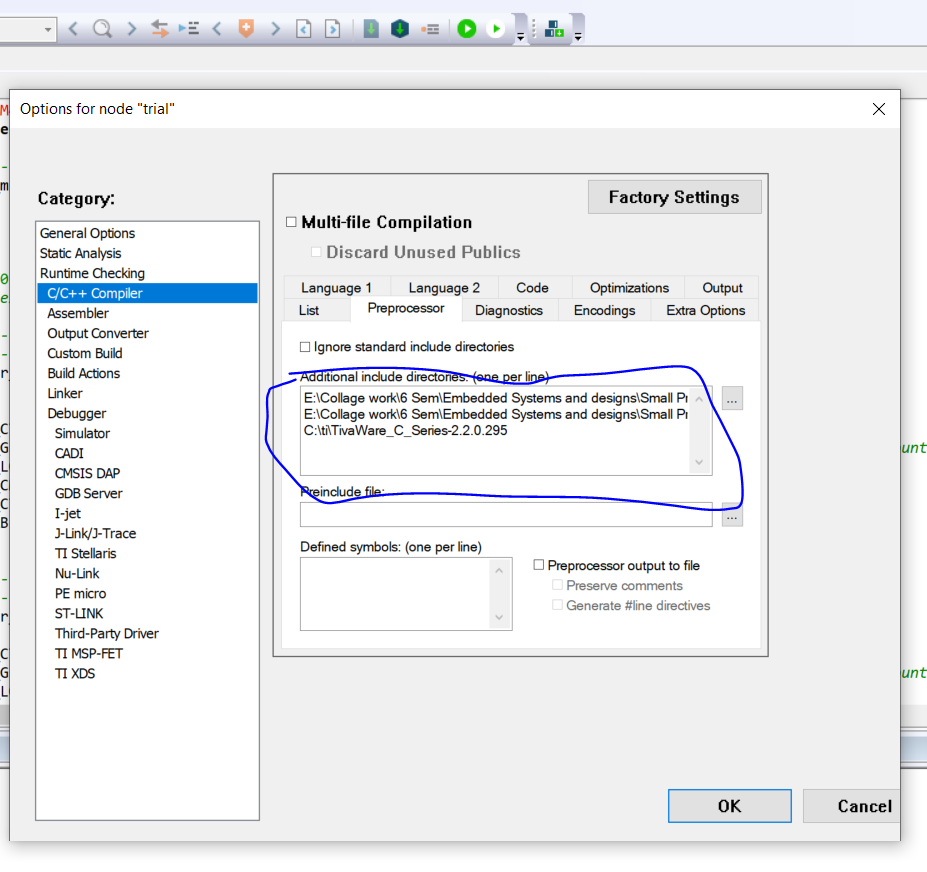 Options for node "trial"
Category:
General Options
Static Analysis
Runtime Checking
C/C++ Compiler
Assembler
Output Converter
Custom Build
Build Actions
Linker
Debugger
Simulator
CADI
CMSIS DAP
GDB Server
I-jet
J-Link/J-Trace
TI Stellaris
Nu-Link
PE micro
ST-LINK
Third-Party Driver
TI MSP-FET
TI XDS
Factory Settings
Multi-file Compilation
Discard Unused Publics
Language 1 Language 2 Code Optimizations Output
List Preprocessor Diagnostics Encodings Extra Options
Ignore standard include directories
Additional include directories: (one per line)
E:\Collage work\6 Sem\Embedded Systems and designs\Small Pr
E:\Collage work\6 Sem\Embedded Systems and designs\Small Pr
C:\ti\TivaWare_C_Series-2.2.0.295
...
Preinclude file:
...
Defined symbols: (one per line)
Preprocessor output to file
Preserve comments
Generate #line directives
OK Cancel